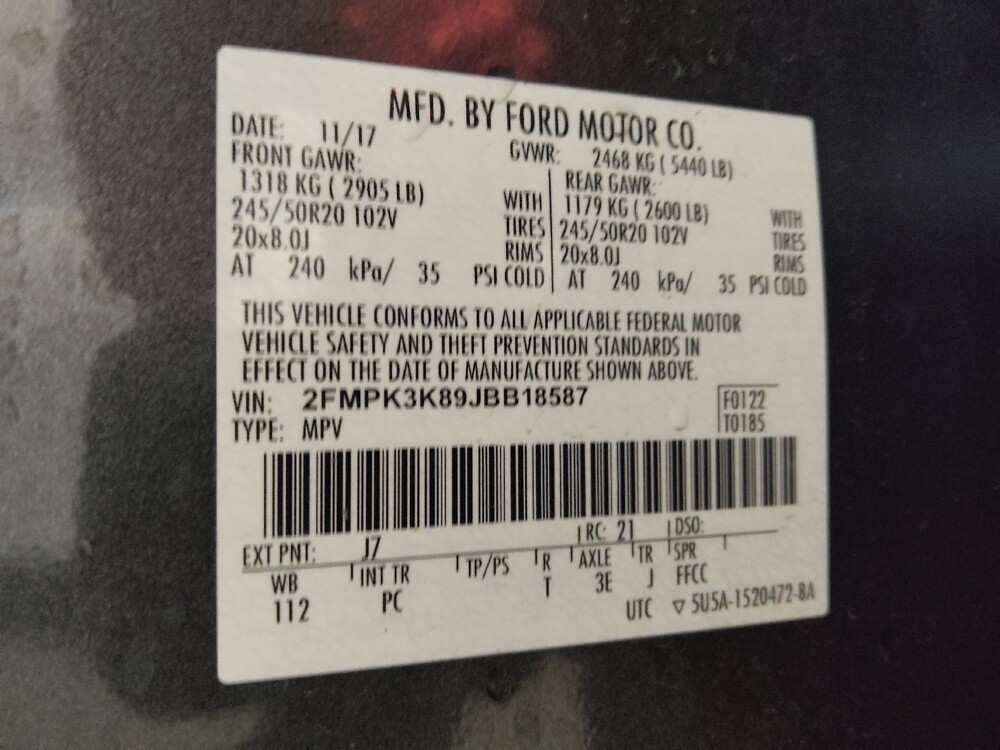 MFD. BY FORD MOTOR CO.
DATE: 11/17
GVWR: 2468 KG ( 5440 LB)
FRONT GAWR:
REAR GAWR:
1318 KG ( 2905 LB) WITH
1179 KG ( 2600 LB) WITH
245/50R20 102V TIRES
245/50R20 102V TIRES
20x8.0J RIMS
20x8.0J RIMS
AT 240 kPa/ 35 PSI COLD
AT 240 kPa/ 35 PSI COLD
THIS VEHICLE CONFORMS TO ALL APPLICABLE FEDERAL MOTOR
VEHICLE SAFETY AND THEFT PREVENTION STANDARDS IN
EFFECT ON THE DATE OF MANUFACTURE SHOWN ABOVE.
VIN: 2FMPK3K89JBB18587
F0122
TYPE: MPV
T0185
EXT PNT: J7 RC: 21 DSO:
WB INT TR TP/PS R AXLE TR SPR
112 PC T 3E J FFCC
UTC ▽ 5U5A-1520472-BA